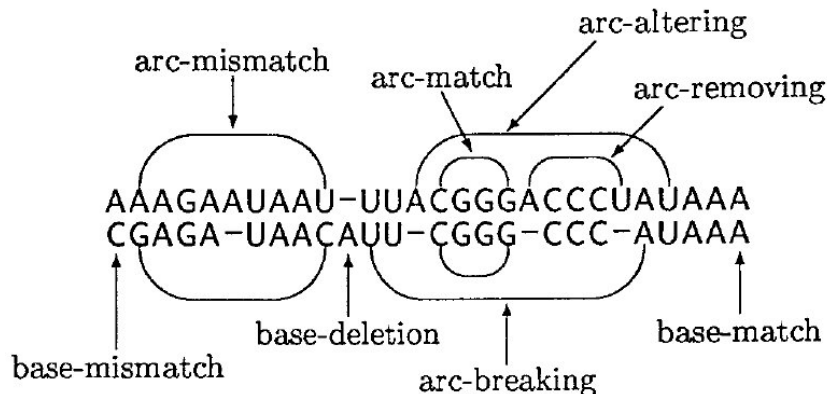 arc-altering
arc-mismatch
arc-match
arc-removing
AAAGAAUAAU-UUACGGGACCCUAUAAA
CGAGA-UAACAUU-CGGG-CCC-AUAAA
base-deletion
base-match
base-mismatch
arc-breaking